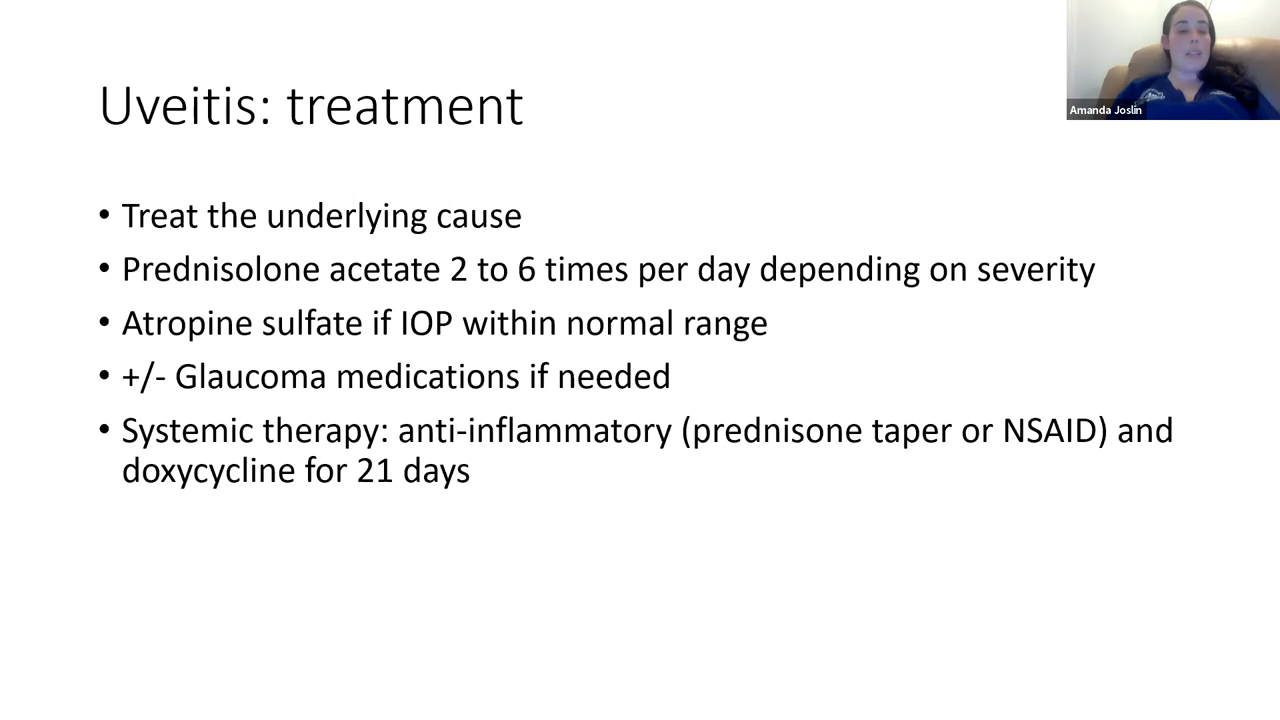 Uveitis: treatment
Amanda Joslin
• Treat the underlying cause
• Prednisolone acetate 2 to 6 times per day depending on severity
• Atropine sulfate if IOP within normal range
• +/- Glaucoma medications if needed
• Systemic therapy: anti-inflammatory (prednisone taper or NSAID) and
doxycycline for 21 days